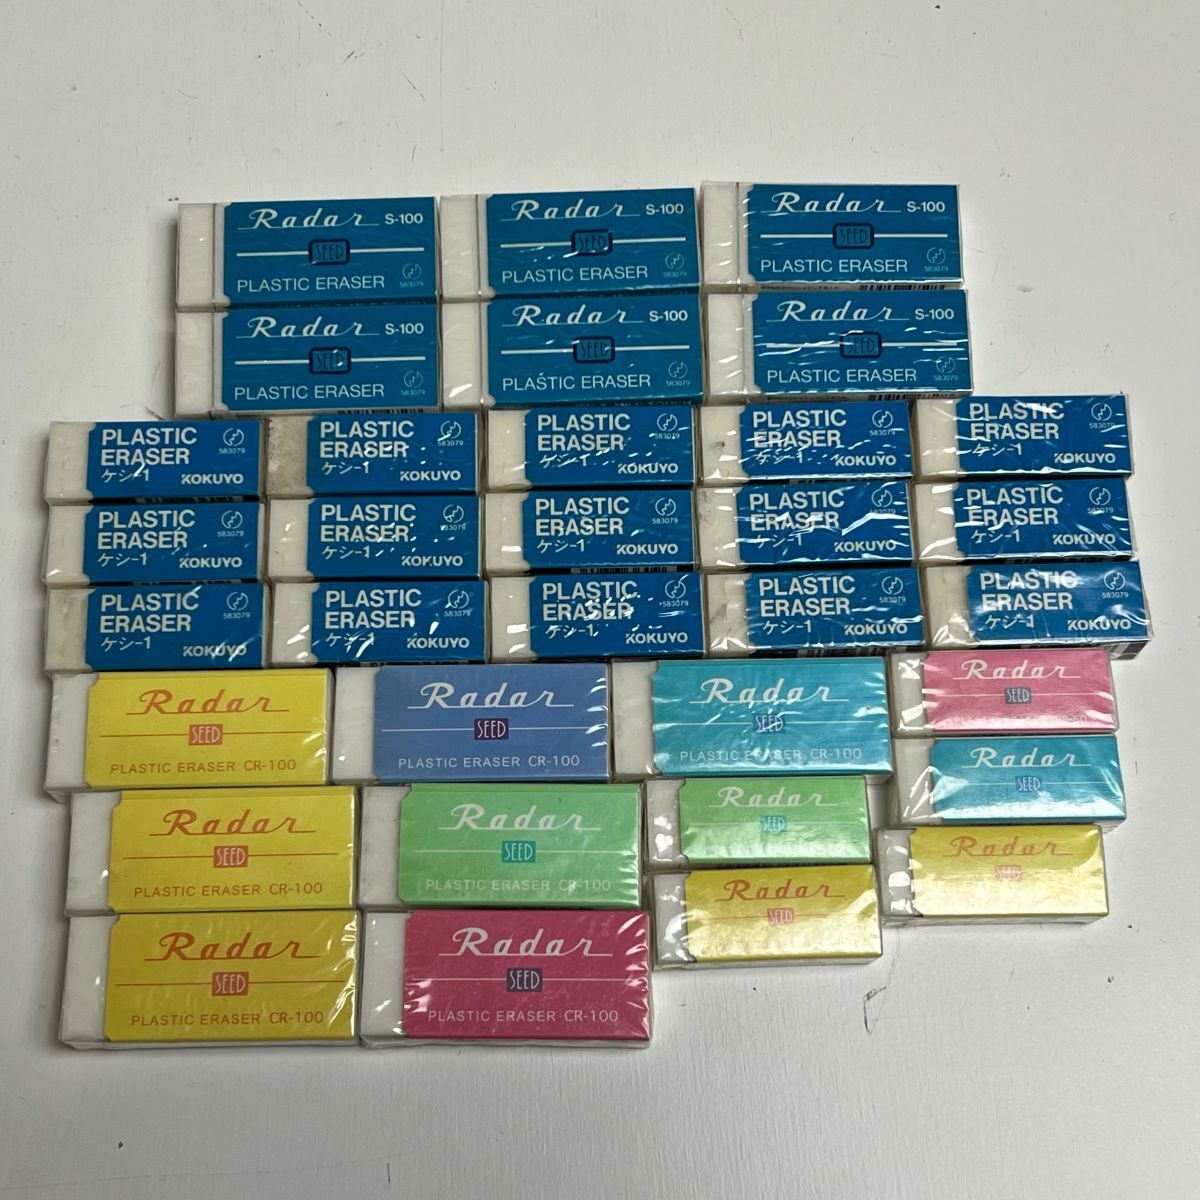 Radar S-100
SEED
PLASTIC ERASER 583079
Radar S-100
SEED
PLASTIC ERASER 583079
Radar S-100
SEED
PLASTIC ERASER 583079
Radar S-100
SEED
PLASTIC ERASER 583079
Radar S-100
SEED
PLASTIC ERASER 583079
Radar S-100
SEED
PLASTIC ERASER 583079
PLASTIC
ERASER 583079
ケシ-1 KOKUYO
PLASTIC
ERASER 583079
ケシ-1 KOKUYO
PLASTIC
ERASER 583079
ケシ-1 KOKUYO
PLASTIC
ERASER 583079
ケシ-1 KOKUYO
PLASTIC
ERASER 583079
ケシ-1 KOKUYO
PLASTIC
ERASER 583079
ケシ-1 KOKUYO
PLASTIC
ERASER 583079
ケシ-1 KOKUYO
PLASTIC
ERASER 583079
ケシ-1 KOKUYO
PLASTIC
ERASER 583079
ケシ-1 KOKUYO
PLASTIC
ERASER 583079
ケシ-1 KOKUYO
PLASTIC
ERASER 583079
ケシ-1 KOKUYO
PLASTIC
ERASER 583079
ケシ-1 KOKUYO
PLASTIC
ERASER 583079
ケシ-1 KOKUYO
PLASTIC
ERASER 583079
ケシ-1 KOKUYO
PLASTIC
ERASER 583079
ケシ-1 KOKUYO
Radar
SEED
PLASTIC ERASER CR-100
Radar
SEED
PLASTIC ERASER CR-100
Radar
SEED
PLASTIC ERASER CR-100
Radar
SEED
Radar
SEED
Radar
SEED
PLASTIC ERASER CR-100
Radar
SEED
PLASTIC ERASER CR-100
Radar
SEED
Radar
SEED
Radar
SEED
Radar
SEED
PLASTIC ERASER CR-100
Radar
SEED
PLASTIC ERASER CR-100